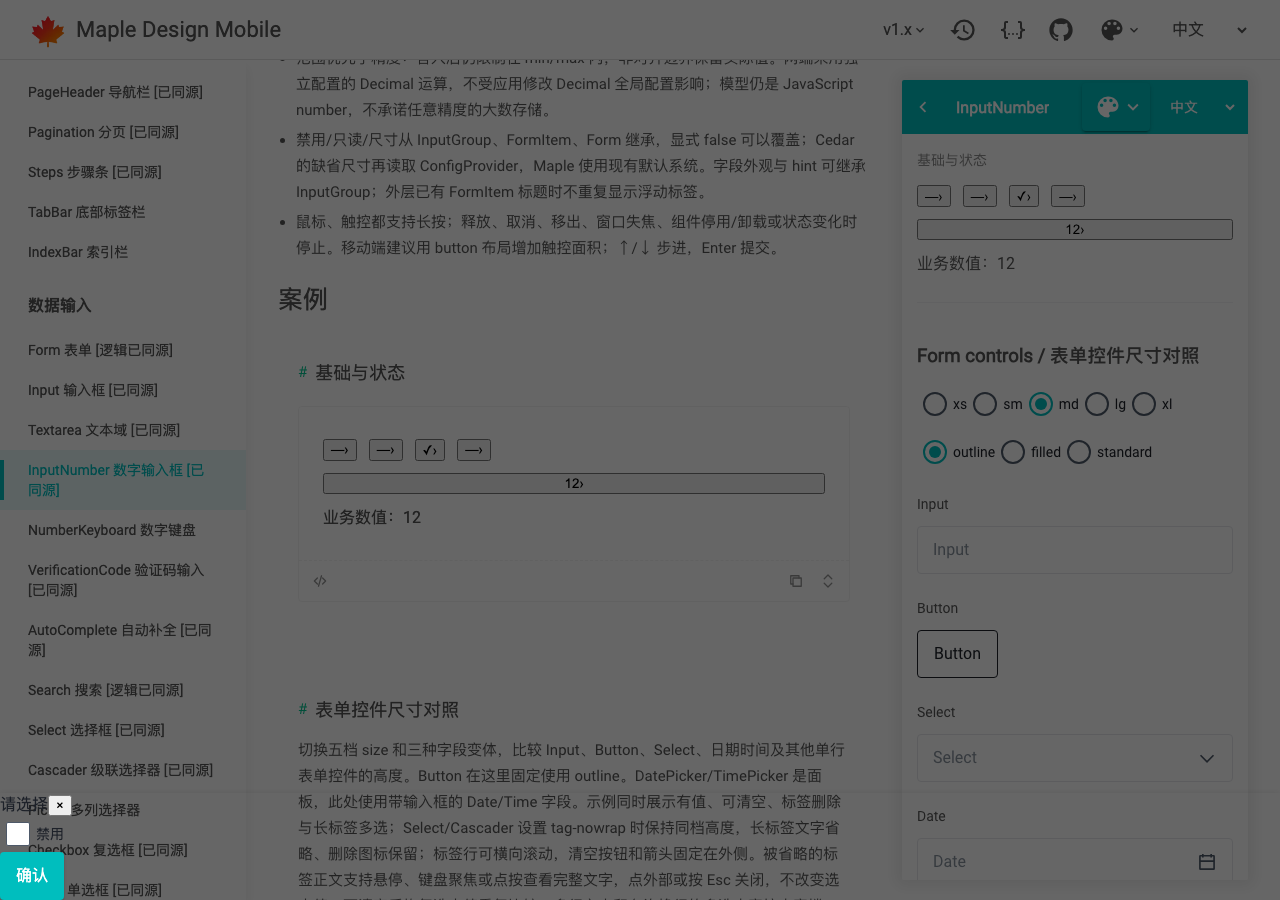 Maple Design Mobile
v1.x
中文
PageHeader 导航栏 [已同源]
Pagination 分页 [已同源]
Steps 步骤条 [已同源]
TabBar 底部标签栏
IndexBar 索引栏
数据输入
Form 表单 [逻辑已同源]
Input 输入框 [已同源]
Textarea 文本域 [已同源]
InputNumber 数字输入框 [已
同源]
NumberKeyboard 数字键盘
VerificationCode 验证码输入
[已同源]
AutoComplete 自动补全 [已同
源]
Search 搜索 [逻辑已同源]
Select 选择框 [已同源]
Cascader 级联选择器 [已同源]
多列选择器
Checkbox 复选框 [已同源]
单选框 [已同源]
请选择
×
禁用
确认
立配置的 Decimal 运算，不受应用修改 Decimal 全局配置影响；模型仍是 JavaScript
number，不承诺任意精度的大数存储。
禁用/只读/尺寸从 InputGroup、FormItem、Form 继承，显式 false 可以覆盖；Cedar
的缺省尺寸再读取 ConfigProvider，Maple 使用现有默认系统。字段外观与 hint 可继承
InputGroup；外层已有 FormItem 标题时不重复显示浮动标签。
鼠标、触控都支持长按；释放、取消、移出、窗口失焦、组件停用/卸载或状态变化时
停止。移动端建议用 button 布局增加触控面积；↑/↓ 步进，Enter 提交。
案例
# 基础与状态
—› —› ✓› —›
12›
业务数值：12
# 表单控件尺寸对照
切换五档 size 和三种字段变体，比较 Input、Button、Select、日期时间及其他单行
表单控件的高度。Button 在这里固定使用 outline。DatePicker/TimePicker 是面
板，此处使用带输入框的 Date/Time 字段。示例同时展示有值、可清空、标签删除
与长标签多选；Select/Cascader 设置 tag-nowrap 时保持同档高度，长标签文字省
略、删除图标保留；标签行可横向滚动，清空按钮和箭头固定在外侧。被省略的标
签正文支持悬停、键盘聚焦或点按查看完整文字，点外部或按 Esc 关闭，不改变选
InputNumber
中文
基础与状态
—› —› ✓› —›
12›
业务数值：12
Form controls / 表单控件尺寸对照
xs sm md lg xl
outline filled standard
Input
Input
Button
Button
Select
Select
Date
Date